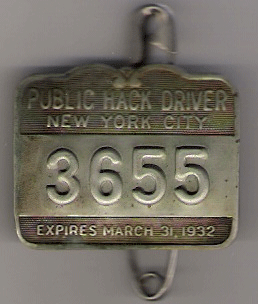 PUBLIC HACK DRIVER
NEW YORK CITY
3655
EXPIRES MARCH 31, 1932